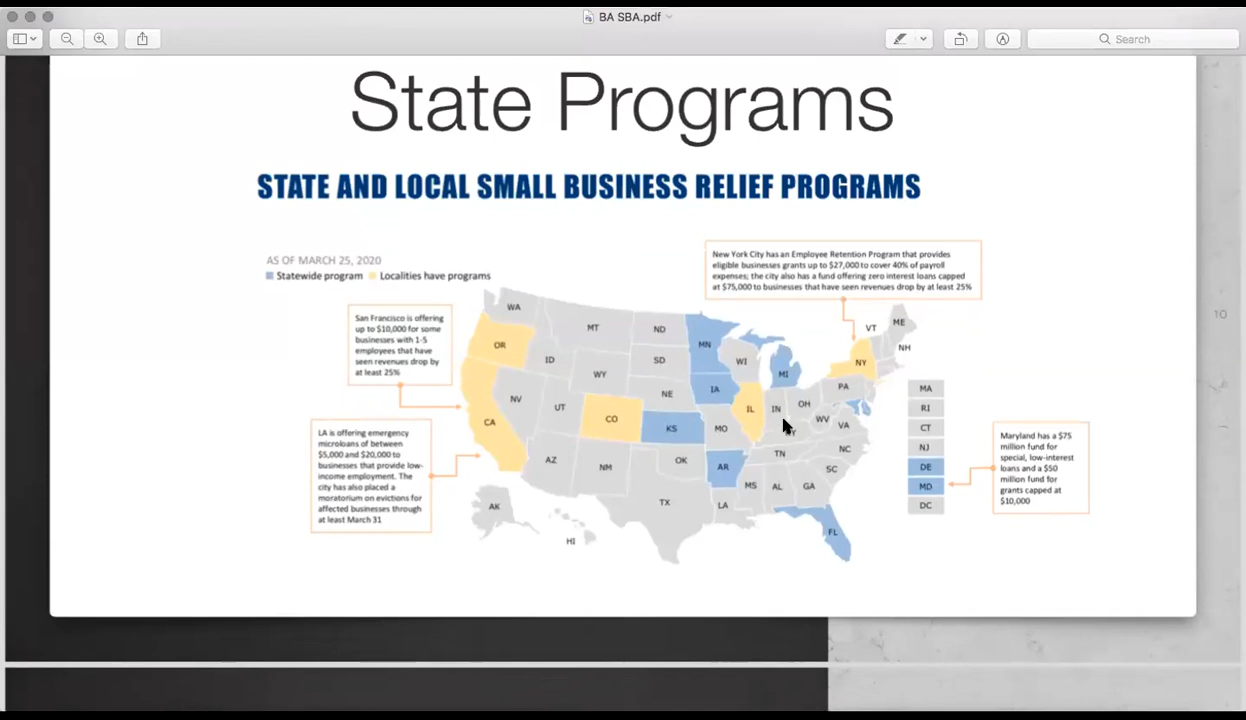 BA SBA.pdf
Search
State Programs
STATE AND LOCAL SMALL BUSINESS RELIEF PROGRAMS
AS OF MARCH 25, 2020
Statewide program
Localities have programs
New York City has an Employee Retention Program that provides
eligible businesses grants up to $27,000 to cover 40% of payroll
expenses; the city also has a fund offering zero interest loans capped
at $75,000 to businesses that have seen revenues drop by at least 25%
San Francisco is offering
up to $10,000 for some
businesses with 1-5
employees that have
seen revenues drop by
at least 25%
LA is offering emergency
microloans of between
$5,000 and $20,000 to
businesses that provide low-
income employment. The
city has also placed a
moratorium on evictions for
affected businesses through
at least March 31
Maryland has a $75
million fund for
special, low-interest
loans and a $50
million fund for
grants capped at
$10,000
WA
MT
ND
MN
VT
ME
OR
ID
SD
WI
NH
WY
MI
NY
NV
UT
CO
NE
IA
IL
IN
OH
PA
CA
KS
MO
WV
VA
AZ
NM
OK
AR
TN
NC
SC
AK
HI
TX
LA
MS
AL
GA
FL
MA
RI
CT
NJ
DE
MD
DC
10